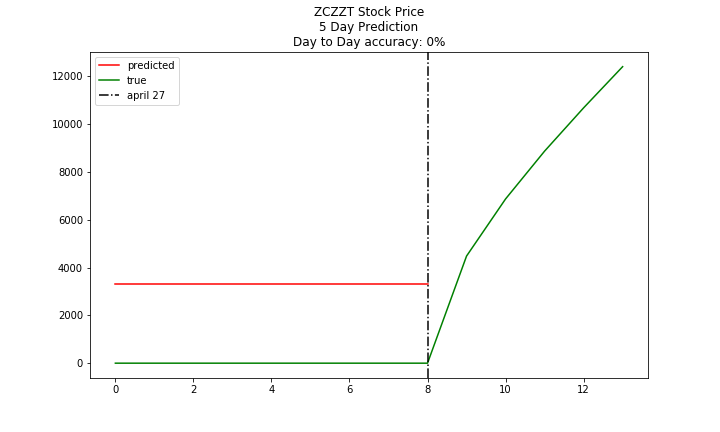 ZCZZT Stock Price
5 Day Prediction
Day to Day accuracy: 0%
predicted
true
april 27
12000
10000
8000
6000
4000
2000
0
0 2 4 6 8 10 12